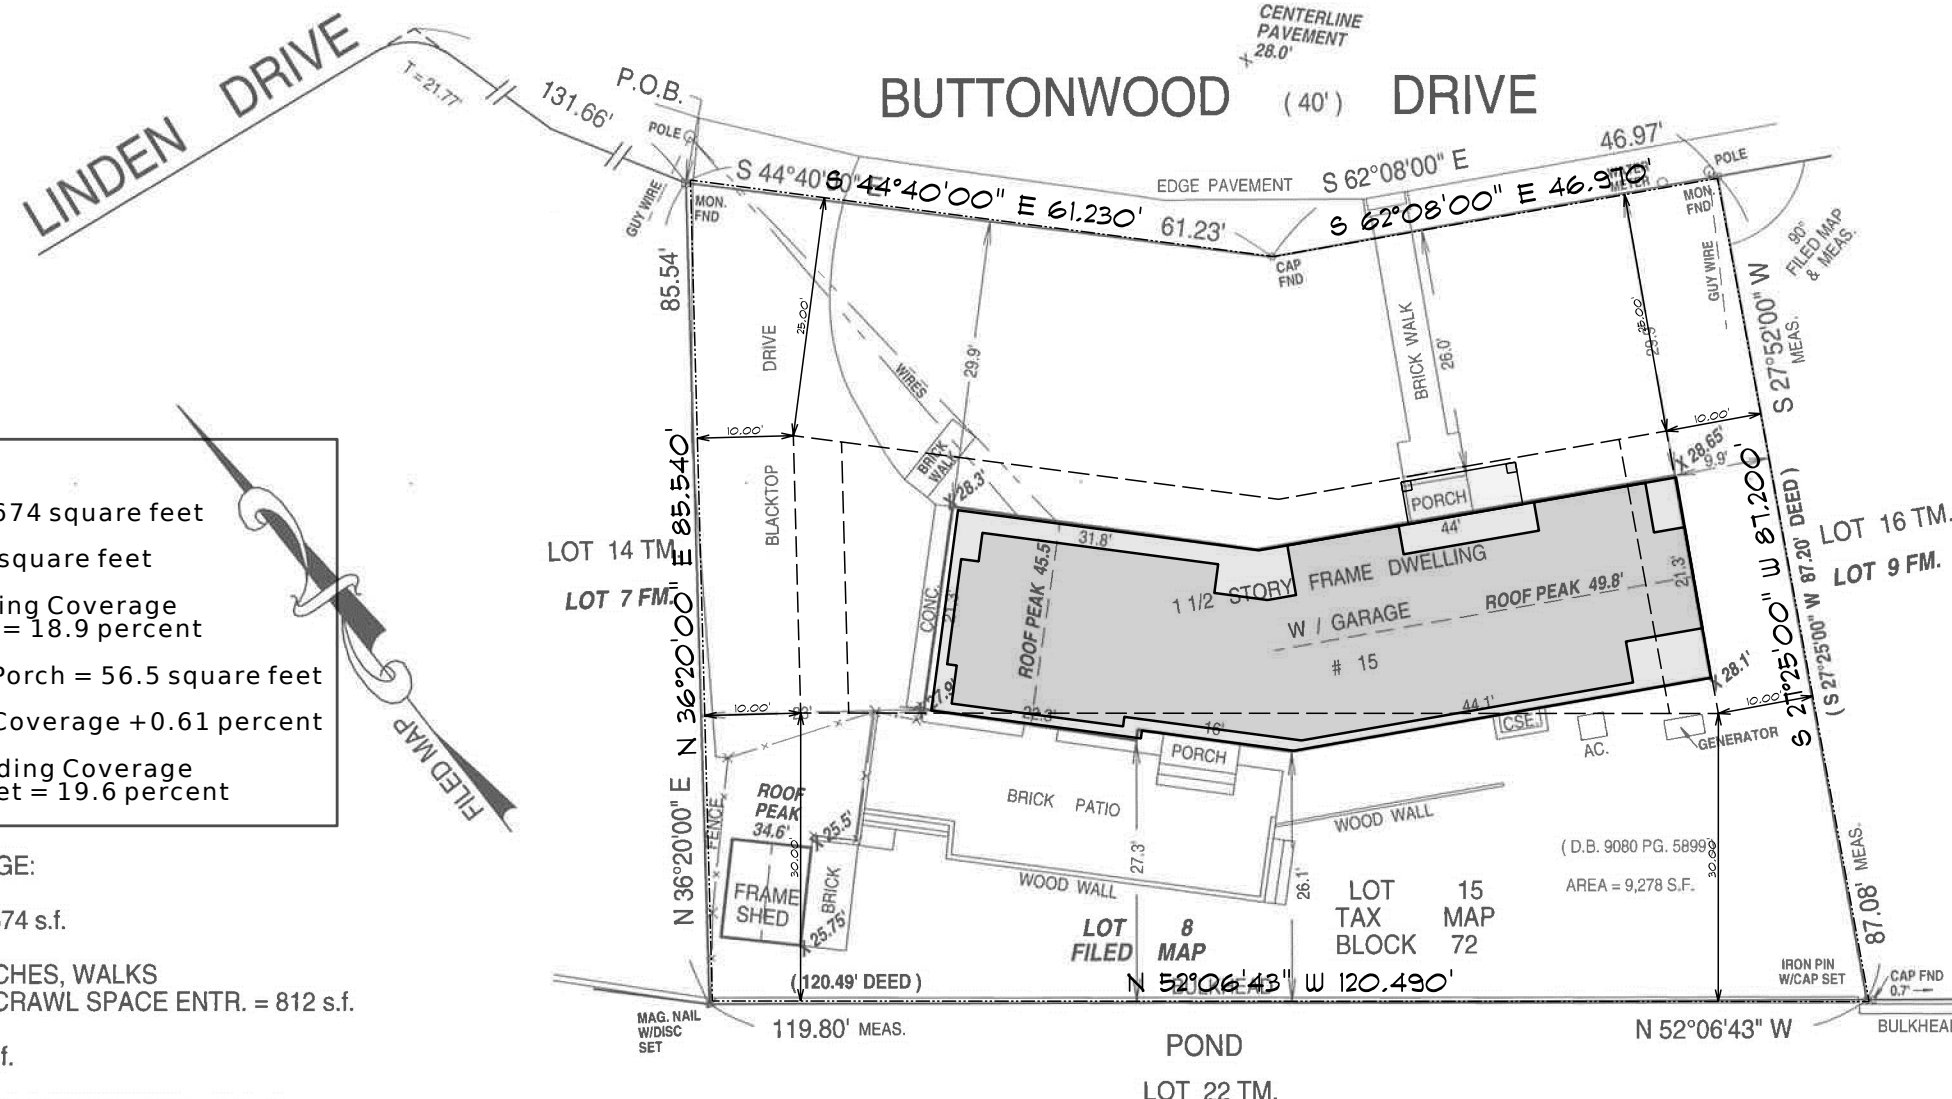 LINDEN DRIVE
T = 21.77'
131.66'
P.O.B.
POLE
GUY WIRE
MON.
FND
CENTERLINE
PAVEMENT
X 28.0'
BUTTONWOOD (40') DRIVE
S 44°40'00" E 61.230'
61.23'
EDGE PAVEMENT
S 62°08'00" E
46.97'
S 62°08'00" E 46.970'
METER
POLE
MON.
FND
GUY WIRE
90°
FILED MAP
& MEAS.
CAP
FND
85.54'
25.00'
DRIVE
29.9'
WIRES
BRICK WALK
26.0'
25.00'
S 27°52'00" W
MEAS.
10.00'
10.00'
X 28.65'
9.9'
BRICK
WALK
X 28.3'
BLACKTOP
PORCH
44'
31.8'
LOT 14 TM.
LOT 7 FM.
N 36°20'00" E 85.540'
CONC.
21.3'
ROOF PEAK 45.5'
1 1/2 STORY FRAME DWELLING
W / GARAGE
# 15
ROOF PEAK 49.8'
21.3'
S 27°25'00" W 87.200'
( S 27°25'00" W 87.20' DEED )
LOT 16 TM.
LOT 9 FM.
674 square feet
square feet
ing Coverage
= 18.9 percent
Porch = 56.5 square feet
Coverage +0.61 percent
ding Coverage
et = 19.6 percent
FILED MAP
10.00'
27.9'
22.3'
16'
44.1'
X 28.1'
10.00'
PORCH
CSE.
AC.
GENERATOR
BRICK PATIO
WOOD WALL
WOOD WALL
27.3'
26.1'
N 36°20'00" E
FENCE
ROOF
PEAK
34.6'
X 25.5'
30.00'
FRAME
SHED
BRICK
X 25.75'
( D.B. 9080 PG. 5899)
AREA = 9,278 S.F.
30.00'
LOT 15
TAX MAP
BLOCK 72
LOT 8
FILED MAP
87.08' MEAS.
GE:
74 s.f.
CHES, WALKS
CRAWL SPACE ENTR. = 812 s.f.
f.
( 120.49' DEED )
N 52°06'43" W 120.490'
BULKHEAD
IRON PIN
W/CAP SET
CAP FND
0.7'
MAG. NAIL
W/DISC
SET
119.80' MEAS.
POND
LOT 22 TM.
N 52°06'43" W
BULKHEA